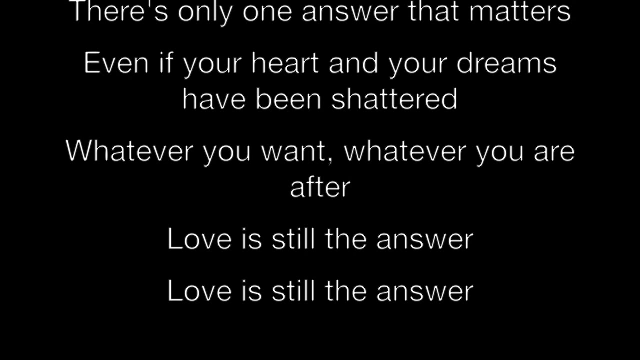 There's only one answer that matters
Even if your heart and your dreams
have been shattered
Whatever you want, whatever you are
after
Love is still the answer
Love is still the answer